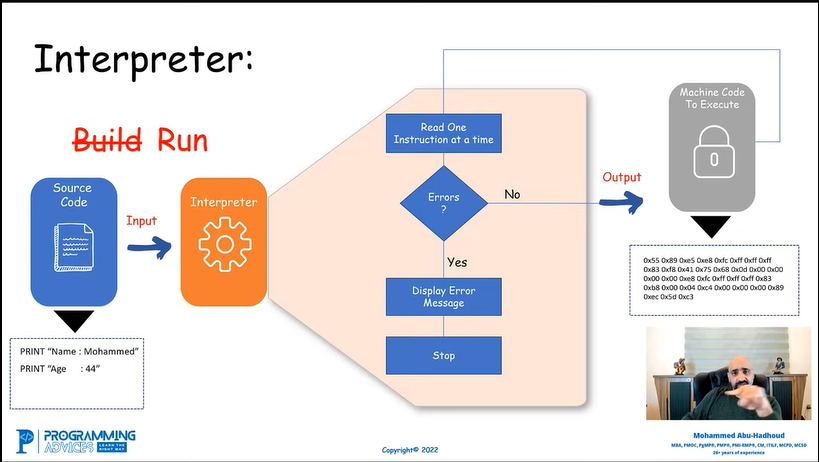 Interpreter:
Build Run
Source
Code
Input
Interpreter
Read One
Instruction at a time
Errors
?
No
Yes
Display Error
Message
Stop
Output
Machine Code
To Execute
0
PRINT “Name : Mohammed”
PRINT “Age : 44”
0x55 0x89 0xe5 0xe8 0xfc 0xff 0xff 0xff
0x83 0xf8 0x41 0x75 0x68 0x0d 0x00 0x00
0x00 0x00 0xe8 0xfc 0xff 0xff 0xff 0x83
0xb8 0x00 0x04 0xc4 0x00 0x00 0x00 0x89
0xec 0x5d 0xc3
PROGRAMMING
ADVICES LEARN THE
RIGHT WAY
Copyright© 2022
Mohammed Abu-Hadhoud
MBA, PMOC, PgMP®, PMP®, PMI-RMP®, CM, ITILF, MCPD, MCSD
26+ years of experience